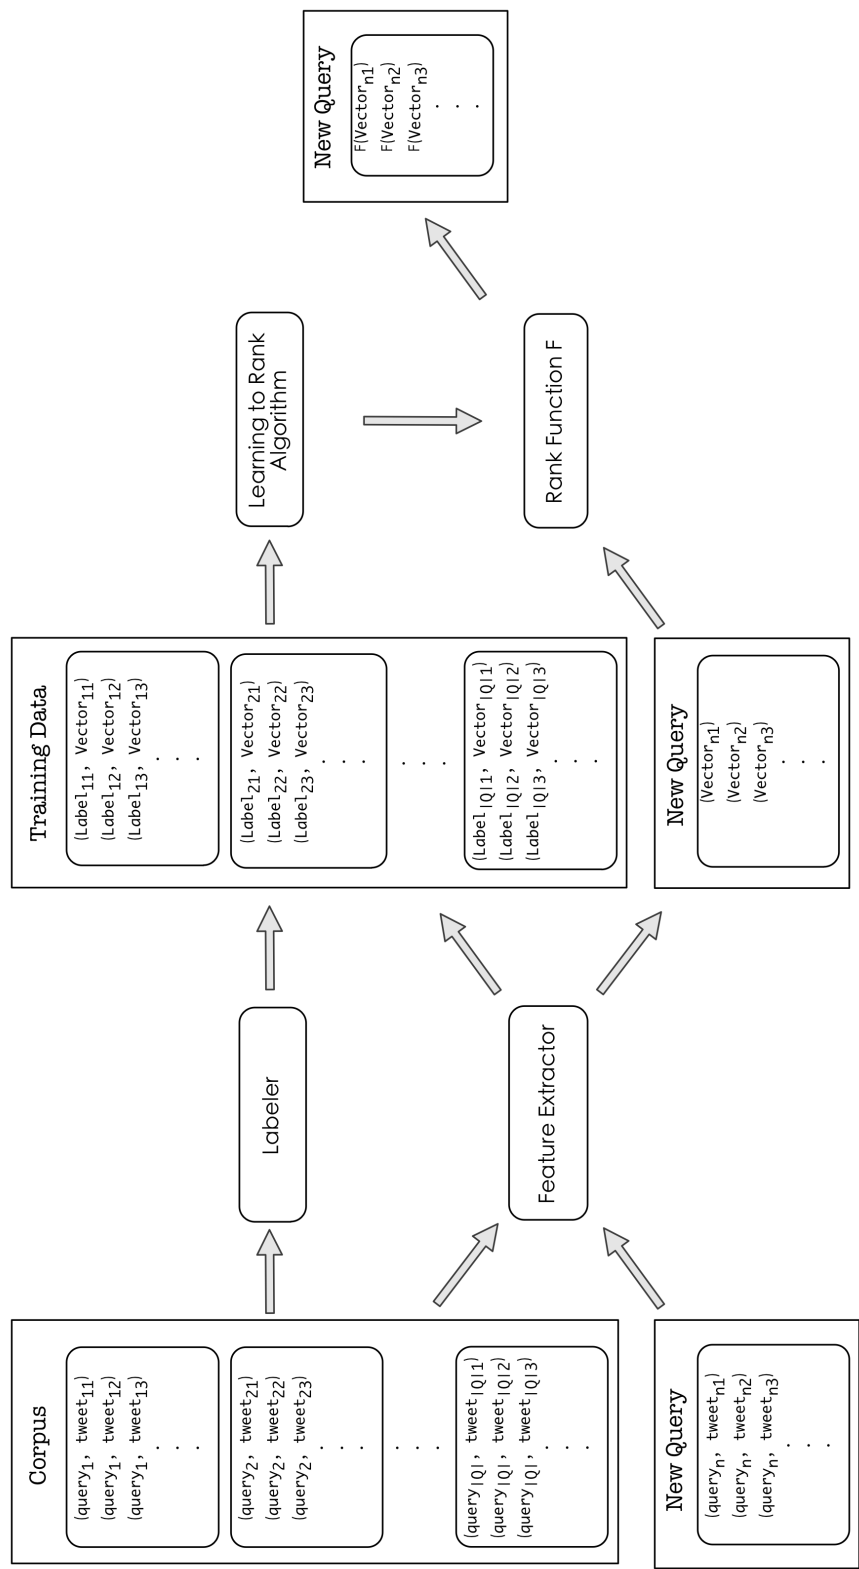 Corpus
(query1, tweet11)
(query1, tweet12)
(query1, tweet13)
. . .
(query2, tweet21)
(query2, tweet22)
(query2, tweet23)
. . .
. . .
(query|Q|, tweet|Q|1)
(query|Q|, tweet|Q|2)
(query|Q|, tweet|Q|3)
. . .
New Query
(queryn, tweetn1)
(queryn, tweetn2)
(queryn, tweetn3)
. . .
Labeler
Feature Extractor
Training Data
(Label11, Vector11)
(Label12, Vector12)
(Label13, Vector13)
. . .
(Label21, Vector21)
(Label22, Vector22)
(Label23, Vector23)
. . .
. . .
(Label|Q|1, Vector|Q|1)
(Label|Q|2, Vector|Q|2)
(Label|Q|3, Vector|Q|3)
. . .
New Query
(Vectorn1)
(Vectorn2)
(Vectorn3)
. . .
Learning to Rank
Algorithm
Rank Function F
New Query
F(Vectorn1)
F(Vectorn2)
F(Vectorn3)
. . .